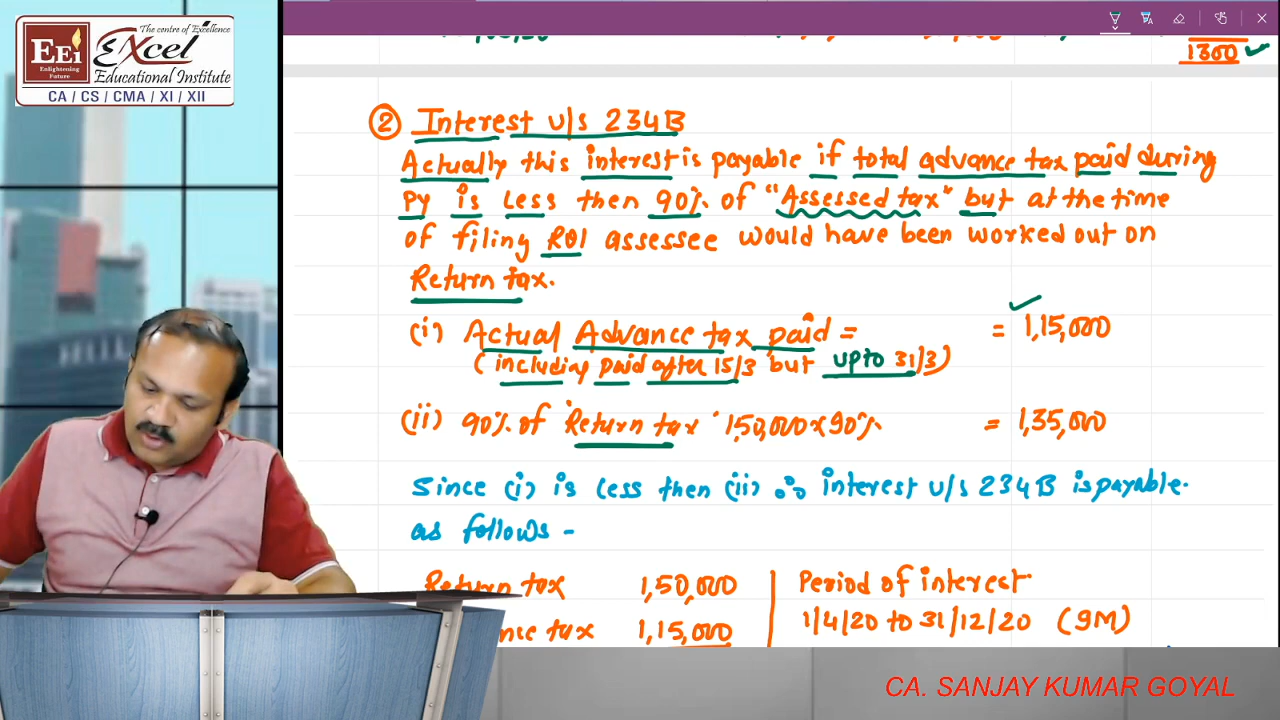 The centre of Excellence
EEi
Enlightening
Future
Excel
Educational Institute
CA / CS / CMA / XI / XII
1300
② Interest u/s 234B
Actually this interest is payable if total advance tax paid during
PY is less then 90% of "Assessed tax" but at the time
of filing ROI assessee would have been worked out on
Return tax.
(i) Actual Advance tax paid = = 1,15,000
(including paid after 15/3 but upto 31/3)
(ii) 90% of Return tax 1,50,000 x 90% = 1,35,000
Since (i) is less then (ii) ∴ interest u/s 234B is payable.
as follows -
Return tax 1,50,000 Period of interest
nce tax 1,15,000 1/4/20 to 31/12/20 (9M)
CA. SANJAY KUMAR GOYAL